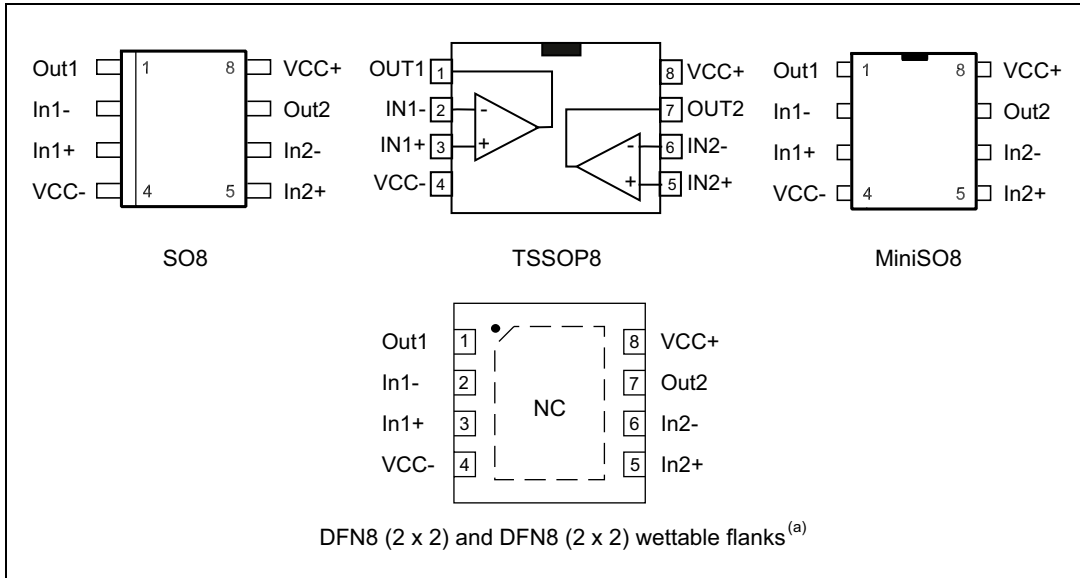 Out1
In1-
In1+
VCC-
1
4
8
5
VCC+
Out2
In2-
In2+
SO8
OUT1
IN1-
IN1+
VCC-
1
2
3
4
-
+
-
+
8
7
6
5
VCC+
OUT2
IN2-
IN2+
TSSOP8
Out1
In1-
In1+
VCC-
1
4
8
5
VCC+
Out2
In2-
In2+
MiniSO8
Out1
In1-
In1+
VCC-
1
2
3
4
NC
8
7
6
5
VCC+
Out2
In2-
In2+
DFN8 (2 x 2) and DFN8 (2 x 2) wettable flanks(a)